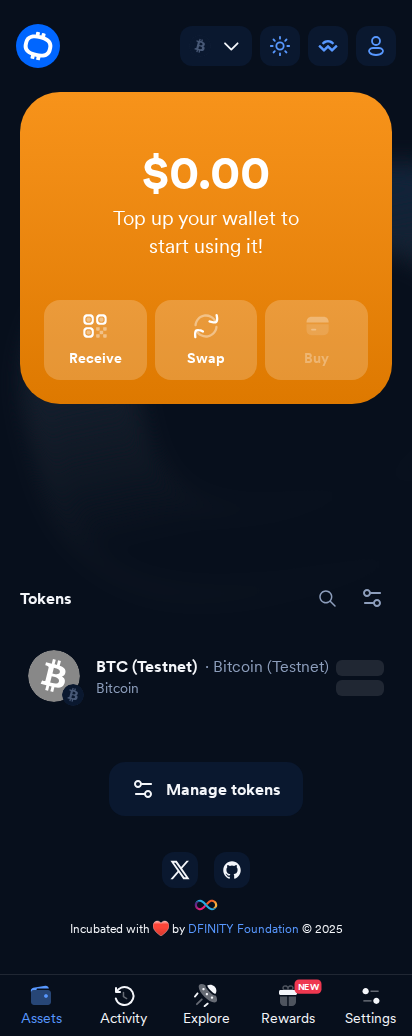 $0.00
Top up your wallet to
start using it!
Receive
Swap
Buy
Tokens
BTC (Testnet) · Bitcoin (Testnet)
Bitcoin
Manage tokens
Incubated with ❤️ by DFINITY Foundation © 2025
NEW
Assets
Activity
Explore
Rewards
Settings